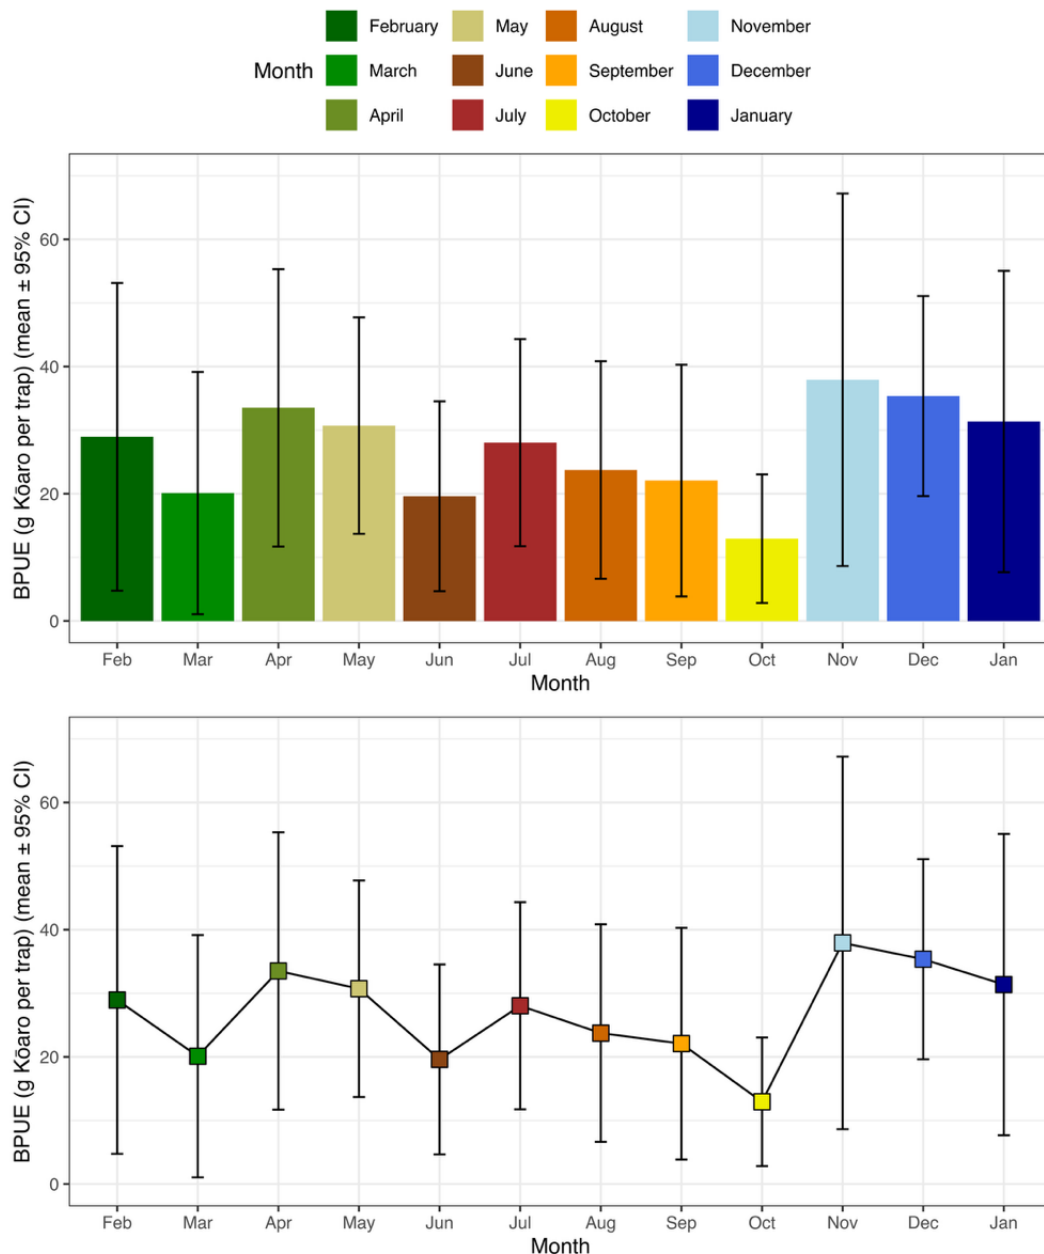 Month
February
May
August
November
March
June
September
December
April
July
October
January
BPUE (g Kōaro per trap) (mean ± 95% CI)
60
40
20
0
Feb Mar Apr May Jun Jul Aug Sep Oct Nov Dec Jan
Month
BPUE (g Kōaro per trap) (mean ± 95% CI)
60
40
20
0
Feb Mar Apr May Jun Jul Aug Sep Oct Nov Dec Jan
Month